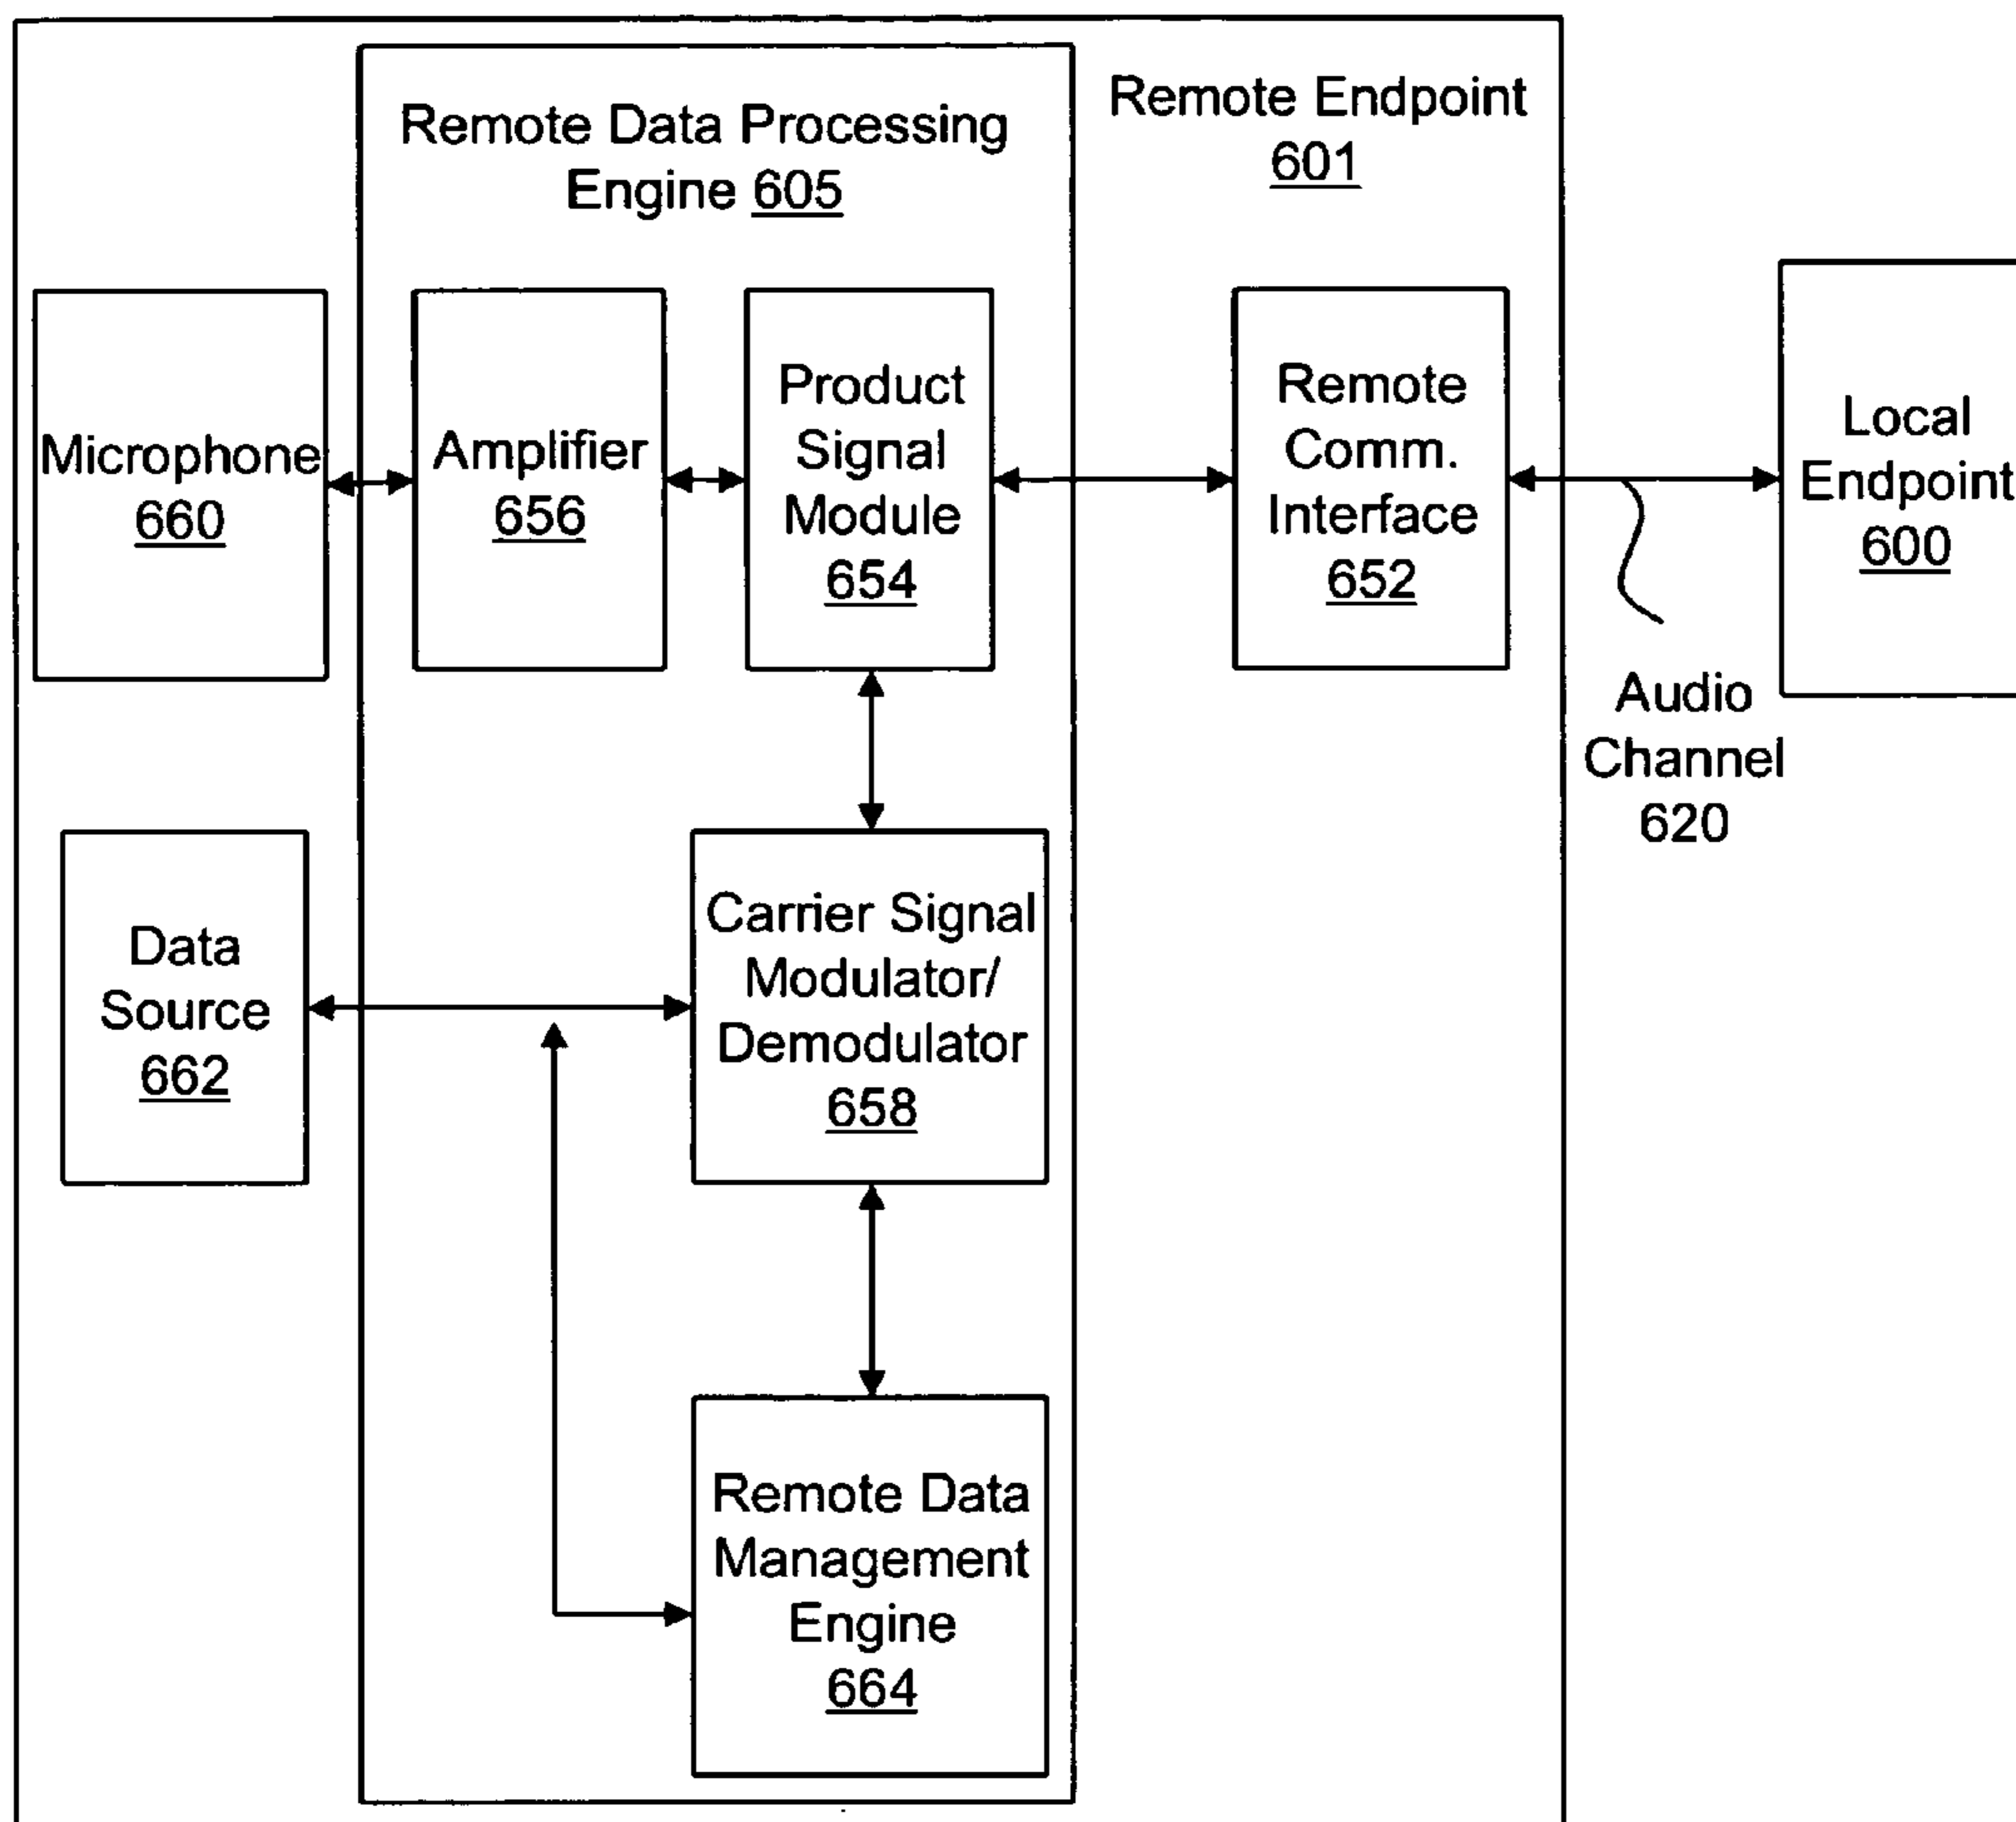 Remote Data Processing
Engine 605
Remote Endpoint
601
Microphone
660
Amplifier
656
Product
Signal
Module
654
Remote
Comm.
Interface
652
Local
Endpoint
600
Audio
Channel
620
Data
Source
662
Carrier Signal
Modulator/
Demodulator
658
Remote Data
Management
Engine
664